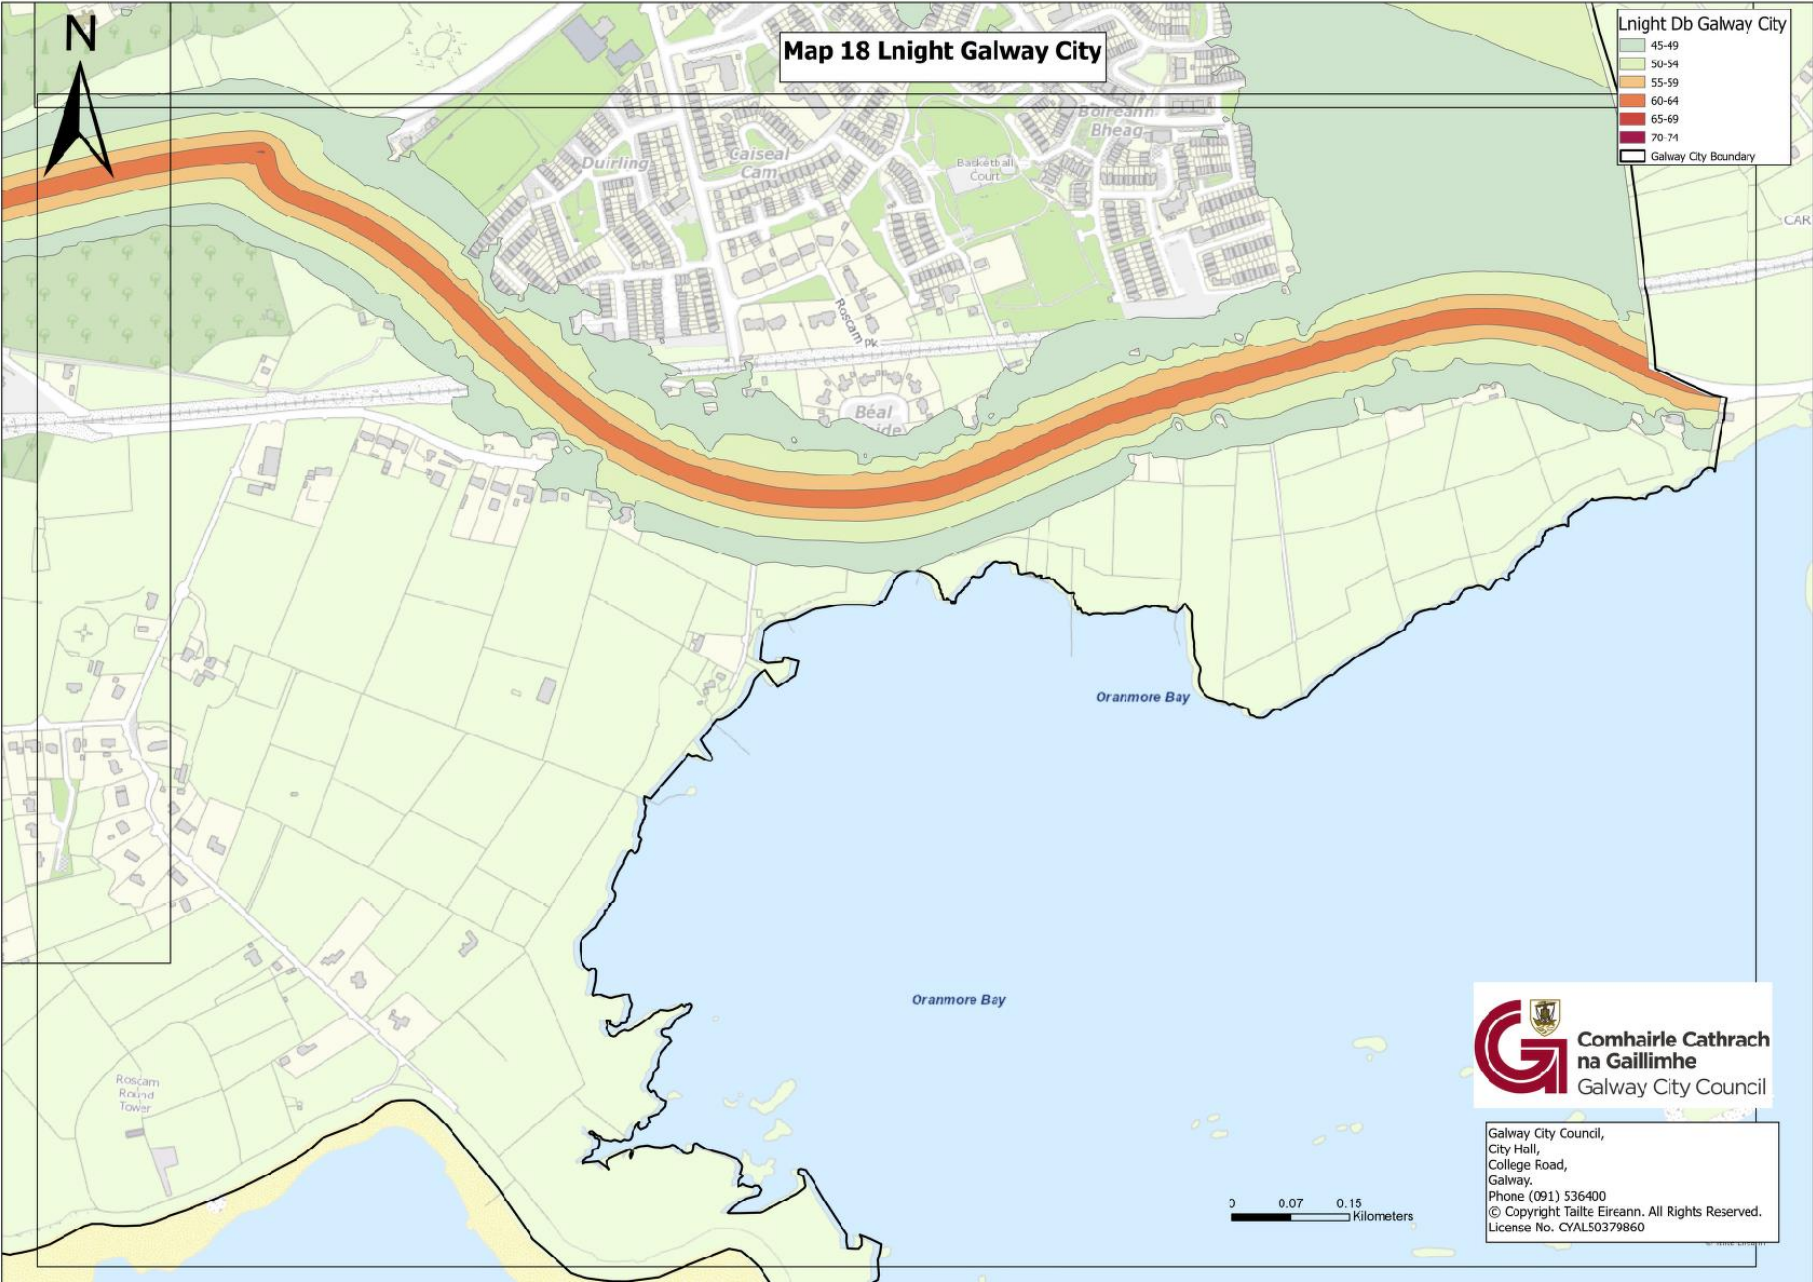 N
Map 18 Lnight Galway City
Lnight Db Galway City
45-49
50-54
55-59
60-64
65-69
70-74
Galway City Boundary
Boireann
Bheag
Duirling
Caiseal
Cam
Basketball
Court
CAR
Roscam
Pk
Béal
Oranmore Bay
Oranmore Bay
Roscam
Round
Tower
Comhairle Cathrach
na Gaillimhe
Galway City Council
Galway City Council,
City Hall,
College Road,
Galway.
Phone (091) 536400
© Copyright Tailte Eireann. All Rights Reserved.
License No. CYAL50379860
0 0.07 0.15
Kilometers